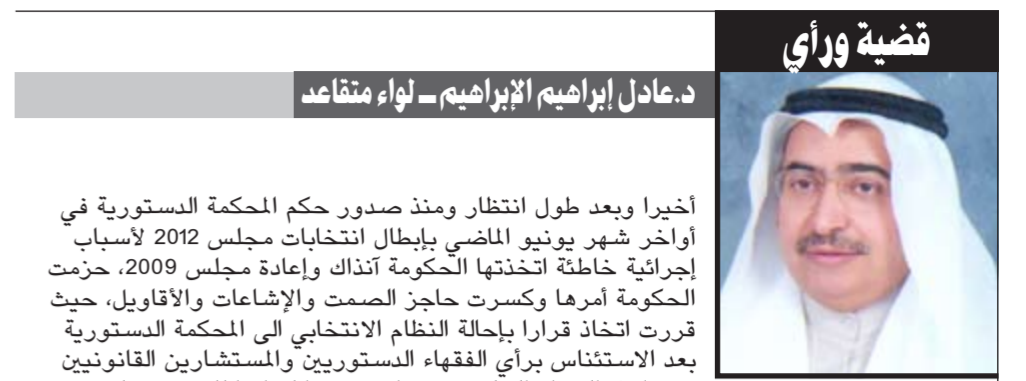 قضية ورأي
د.عادل إبراهيم الإبراهيم ـ لواء متقاعد
أخيرا وبعد طول انتظار ومنذ صدور حكم المحكمة الدستورية في
أواخر شهر يونيو الماضي بإبطال انتخابات مجلس 2012 لأسباب
إجرائية خاطئة اتخذتها الحكومة آنذاك وإعادة مجلس 2009، حزمت
الحكومة أمرها وكسرت حاجز الصمت والإشاعات والأقاويل، حيث
قررت اتخاذ قرارا بإحالة النظام الانتخابي الى المحكمة الدستورية
بعد الاستئناس برأي الفقهاء الدستوريين والمستشارين القانونيين